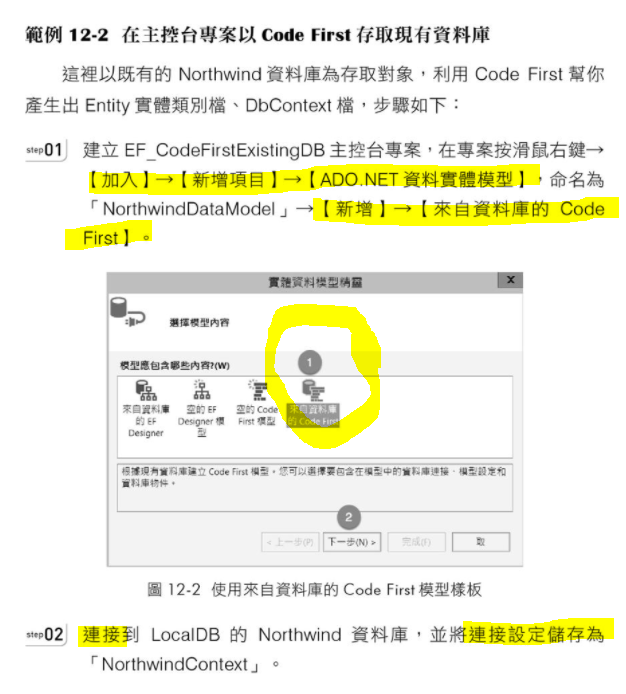 範例 12-2 在主控台專案以 Code First 存取現有資料庫
這裡以既有的 Northwind 資料庫為存取對象，利用 Code First 幫你
產生出 Entity 實體類別檔、DbContext 檔，步驟如下：
step01 建立 EF_CodeFirstExistingDB 主控台專案，在專案按滑鼠右鍵→
【加入】→【新增項目】→【ADO.NET 資料實體模型】，命名為
「NorthwindDataModel」→【新增】→【來自資料庫的 Code
First】。
實體資料模型精靈
x
選擇模型內容
模型應包含哪些內容?(W)
1
來自資料庫
的 EF
Designer
空的 EF
Designer 模
型
空的 Code
First 模型
來自資料庫
的 Code First
根據現有資料庫建立 Code First 模型。您可以選擇要包含在模型中的資料庫連接、模型設定和
資料庫物件。
2
< 上一步(P)
下一步(N) >
完成(F)
取
圖 12-2 使用來自資料庫的 Code First 模型樣板
step02 連接到 LocalDB 的 Northwind 資料庫，並將連接設定儲存為
「NorthwindContext」。